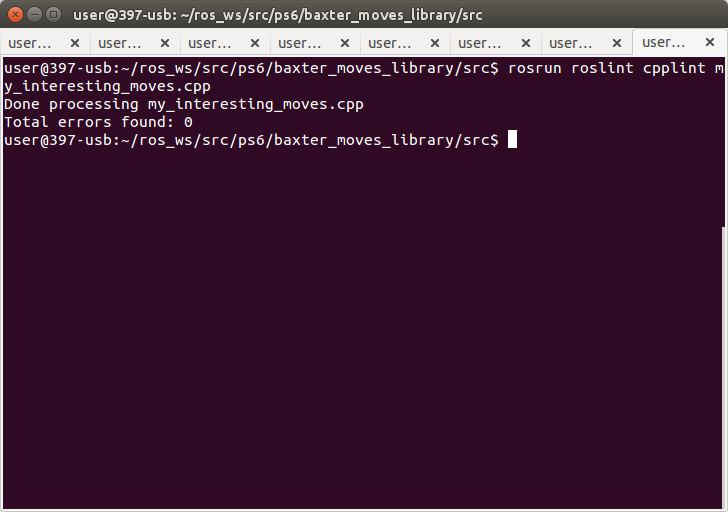 user@397-usb: ~/ros_ws/src/ps6/baxter_moves_library/src
user... user... user... user... user... user... user... user...
user@397-usb:~/ros_ws/src/ps6/baxter_moves_library/src$ rosrun roslint cpplint m
y_interesting_moves.cpp
Done processing my_interesting_moves.cpp
Total errors found: 0
user@397-usb:~/ros_ws/src/ps6/baxter_moves_library/src$